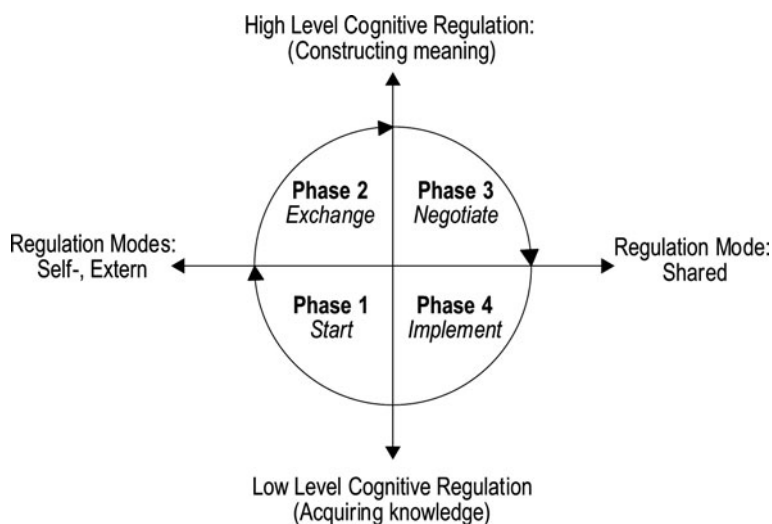 High Level Cognitive Regulation:
(Constructing meaning)
Phase 2
Exchange
Phase 3
Negotiate
Regulation Modes:
Self-, Extern
Regulation Mode:
Shared
Phase 1
Start
Phase 4
Implement
Low Level Cognitive Regulation
(Acquiring knowledge)